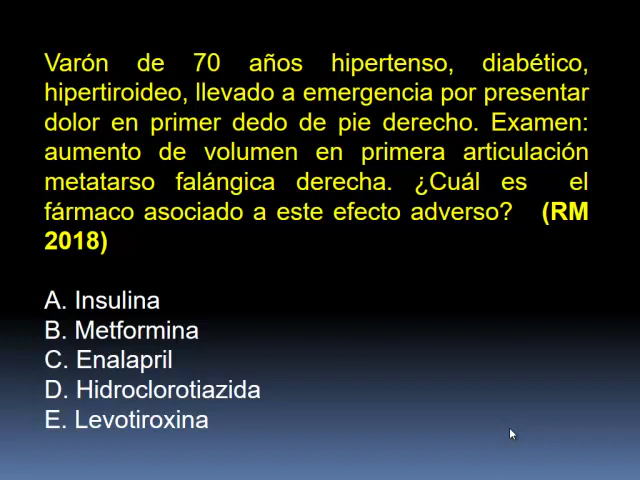 Varón de 70 años hipertenso, diabético,
hipertiroideo, llevado a emergencia por presentar
dolor en primer dedo de pie derecho. Examen:
aumento de volumen en primera articulación
metatarso falángica derecha. ¿Cuál es el
fármaco asociado a este efecto adverso? (RM
2018)
A. Insulina
B. Metformina
C. Enalapril
D. Hidroclorotiazida
E. Levotiroxina